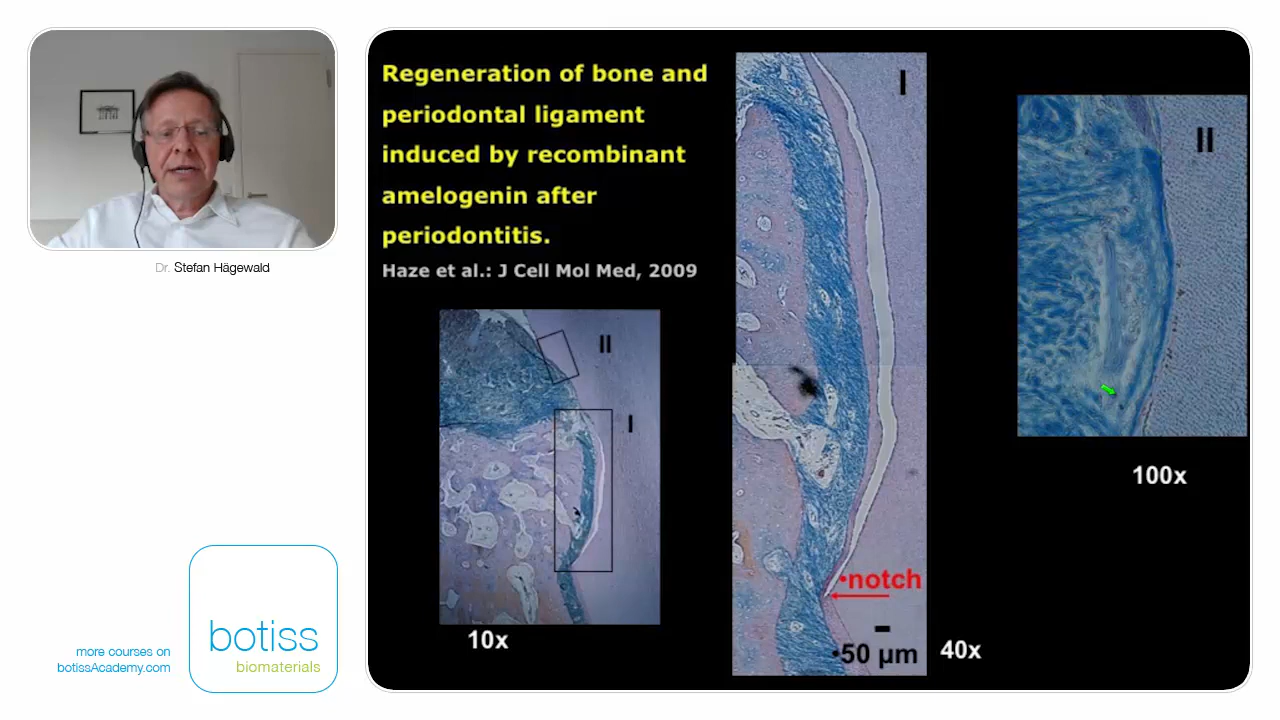 Regeneration of bone and
periodontal ligament
induced by recombinant
amelogenin after
periodontitis.
Haze et al.: J Cell Mol Med, 2009
Dr. Stefan Hägewald
II
I
10x
I
•notch
•50 µm
40x
II
100x
botiss
biomaterials
more courses on
botissAcademy.com